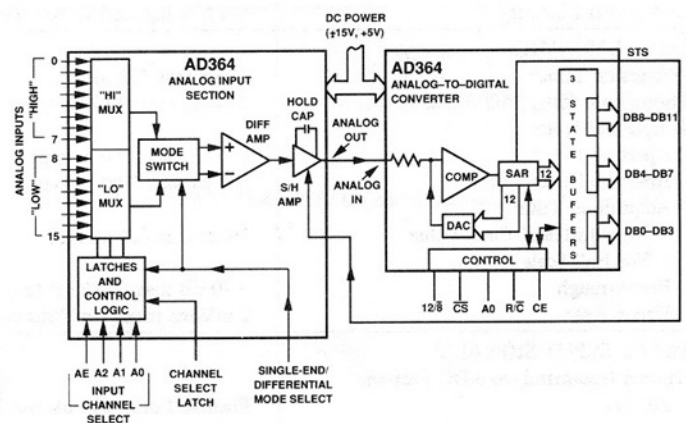 DC POWER
(±15V, +5V)
AD364
ANALOG INPUT
SECTION
AD364
ANALOG–TO–DIGITAL
CONVERTER
STS
ANALOG INPUTS
"HIGH"
"LOW"
0
7
8
15
"HI"
MUX
"LO"
MUX
MODE
SWITCH
DIFF
AMP
+
–
HOLD
CAP
S/H
AMP
ANALOG
OUT
ANALOG
IN
COMP
SAR
12
12
DAC
CONTROL
3
STATE BUFFERS
DB8–DB11
DB4–DB7
DB0–DB3
12/8̅
C̅S̅
A0
R/C̅
CE
LATCHES
AND
CONTROL
LOGIC
AE A2 A1 A0
INPUT
CHANNEL
SELECT
CHANNEL
SELECT
LATCH
SINGLE-END/
DIFFERENTIAL
MODE SELECT